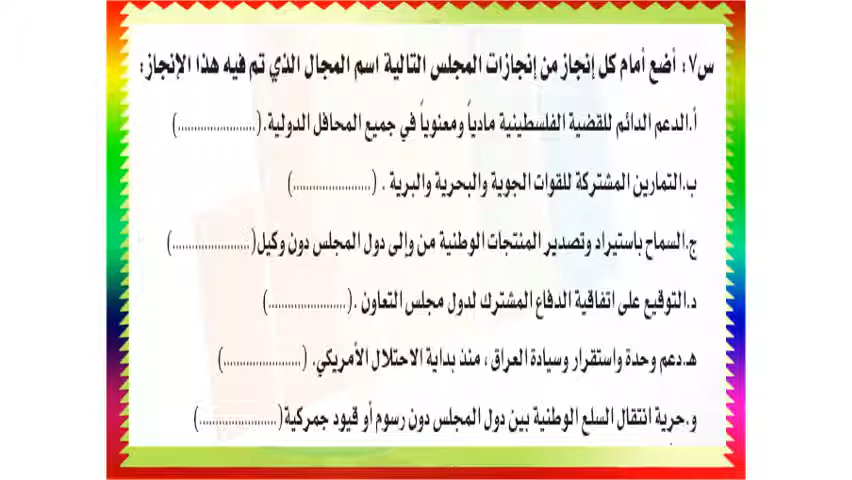 س٧: أضع أمام كل إنجاز من إنجازات المجلس التالية اسم المجال الذي تم فيه هذا الإنجاز:
أ.الدعم الدائم للقضية الفلسطينية مادياً ومعنوياً في جميع المحافل الدولية.(........................)
ب.التمارين المشتركة للقوات الجوية والبحرية والبرية . (........................)
ج.السماح باستيراد وتصدير المنتجات الوطنية من وإلى دول المجلس دون وكيل(........................)
د.التوقيع على اتفاقية الدفاع المشترك لدول مجلس التعاون .(........................)
هـ.دعم وحدة واستقرار وسيادة العراق ، منذ بداية الاحتلال الأمريكي. (........................)
و.حرية انتقال السلع الوطنية بين دول المجلس دون رسوم أو قيود جمركية(........................)